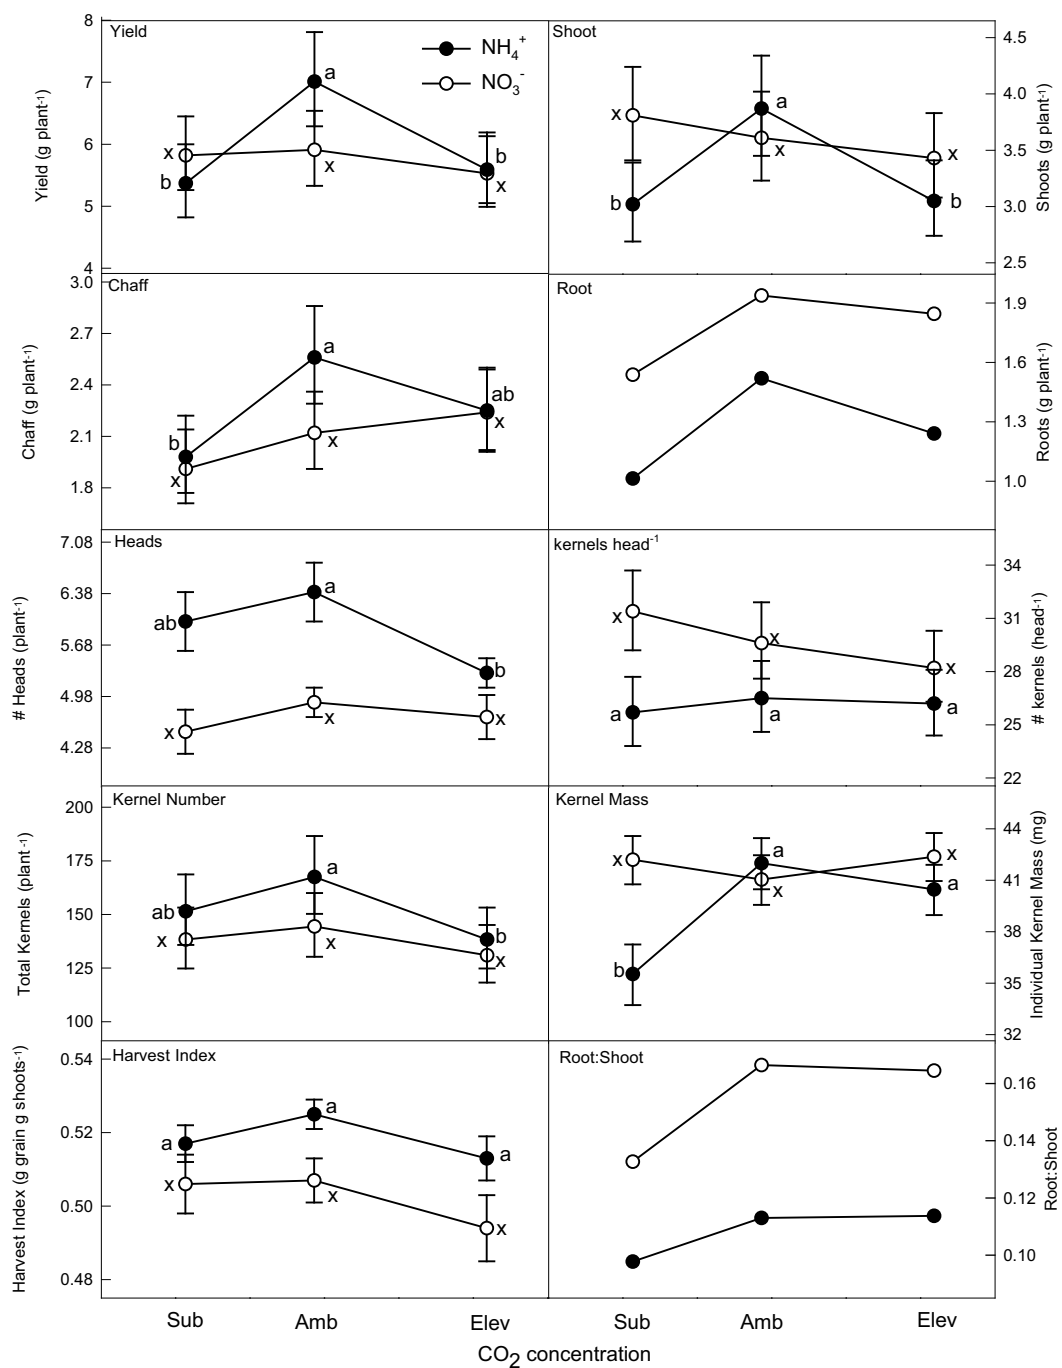 Yield
NH₄⁺
NO₃⁻
Yield (g plant⁻¹)
8
7
6
5
4
x
b
a
x
b
x
Shoot
Shoots (g plant⁻¹)
4.5
4.0
3.5
3.0
2.5
x
b
a
x
x
b
Chaff
Chaff (g plant⁻¹)
3.0
2.7
2.4
2.1
1.8
b
x
a
x
ab
x
Root
Roots (g plant⁻¹)
1.9
1.6
1.3
1.0
Heads
# Heads (plant⁻¹)
7.08
6.38
5.68
4.98
4.28
ab
x
a
x
b
x
kernels head⁻¹
# kernels (head⁻¹)
34
31
28
25
22
x
a
x
a
x
a
Kernel Number
Total Kernels (plant⁻¹)
200
175
150
125
100
ab
x
a
x
b
x
Kernel Mass
Individual Kernel Mass (mg)
44
41
38
35
32
x
b
a
x
x
a
Harvest Index
Harvest Index (g grain g shoots⁻¹)
0.54
0.52
0.50
0.48
a
x
a
x
a
x
Root:Shoot
Root:Shoot
0.16
0.14
0.12
0.10
Sub Amb Elev Sub Amb Elev
CO₂ concentration